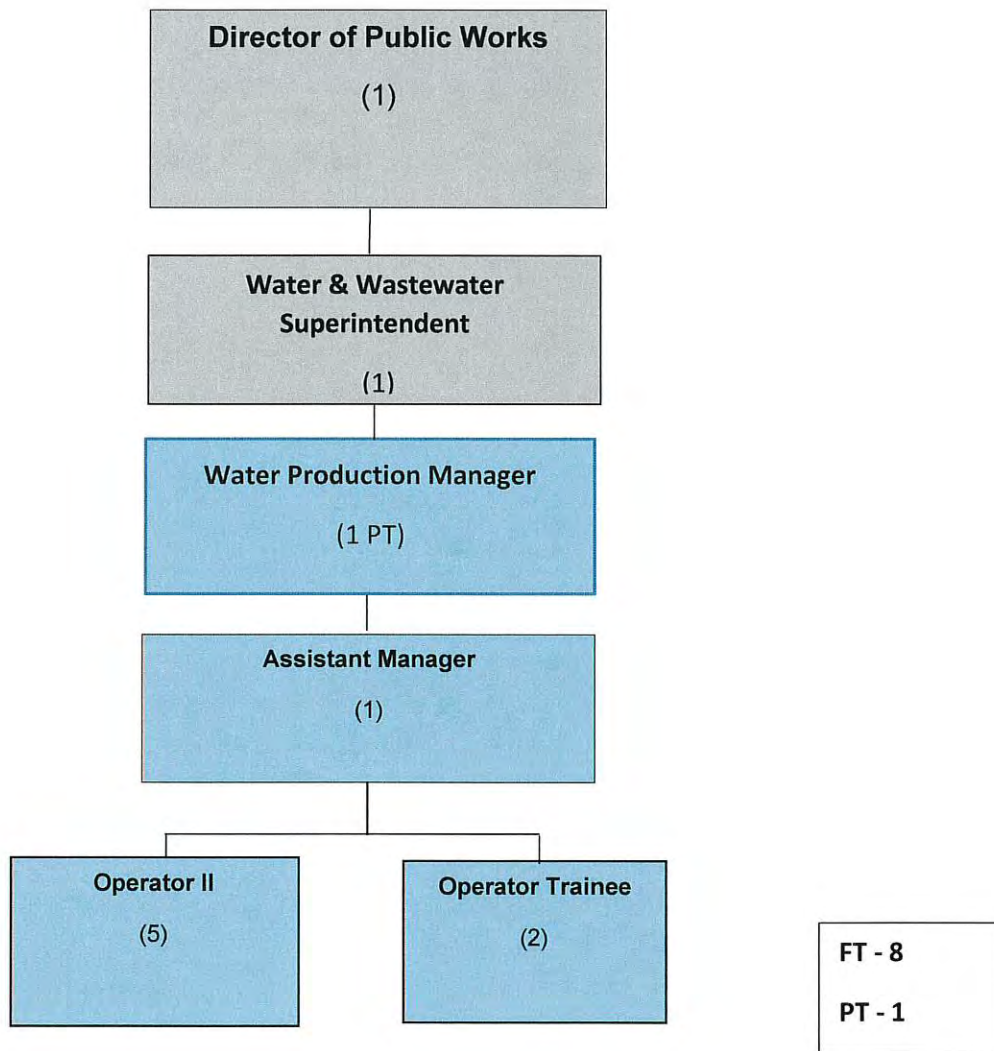 Director of Public Works
(1)
Water & Wastewater
Superintendent
(1)
Water Production Manager
(1 PT)
Assistant Manager
(1)
Operator II
(5)
Operator Trainee
(2)
FT - 8
PT - 1